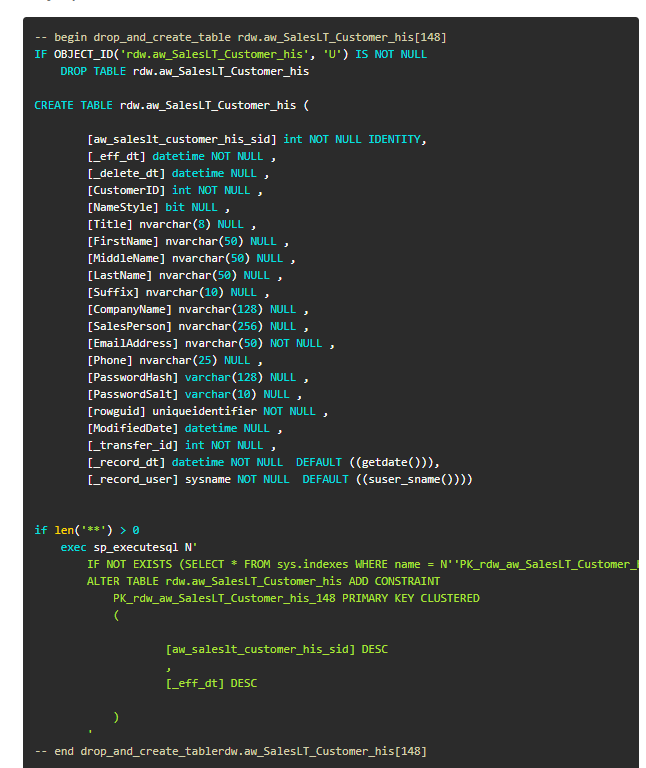 -- begin drop_and_create_table rdw.aw_SalesLT_Customer_his[148]
IF OBJECT_ID('rdw.aw_SalesLT_Customer_his', 'U') IS NOT NULL
DROP TABLE rdw.aw_SalesLT_Customer_his
CREATE TABLE rdw.aw_SalesLT_Customer_his (
[aw_saleslt_customer_his_sid] int NOT NULL IDENTITY,
[_eff_dt] datetime NOT NULL ,
[_delete_dt] datetime NULL ,
[CustomerID] int NOT NULL ,
[NameStyle] bit NULL ,
[Title] nvarchar(8) NULL ,
[FirstName] nvarchar(50) NULL ,
[MiddleName] nvarchar(50) NULL ,
[LastName] nvarchar(50) NULL ,
[Suffix] nvarchar(10) NULL ,
[CompanyName] nvarchar(128) NULL ,
[SalesPerson] nvarchar(256) NULL ,
[EmailAddress] nvarchar(50) NOT NULL ,
[Phone] nvarchar(25) NULL ,
[PasswordHash] varchar(128) NULL ,
[PasswordSalt] varchar(10) NULL ,
[rowguid] uniqueidentifier NOT NULL ,
[ModifiedDate] datetime NULL ,
[_transfer_id] int NOT NULL ,
[_record_dt] datetime NOT NULL  DEFAULT ((getdate())),
[_record_user] sysname NOT NULL  DEFAULT ((suser_sname())))
if len('**') > 0
exec sp_executesql N'
IF NOT EXISTS (SELECT * FROM sys.indexes WHERE name = N''PK_rdw_aw_SalesLT_Customer_
ALTER TABLE rdw.aw_SalesLT_Customer_his ADD CONSTRAINT
PK_rdw_aw_SalesLT_Customer_his_148 PRIMARY KEY CLUSTERED
(
[aw_saleslt_customer_his_sid] DESC
,
[_eff_dt] DESC
)
'
-- end drop_and_create_tablerdw.aw_SalesLT_Customer_his[148]